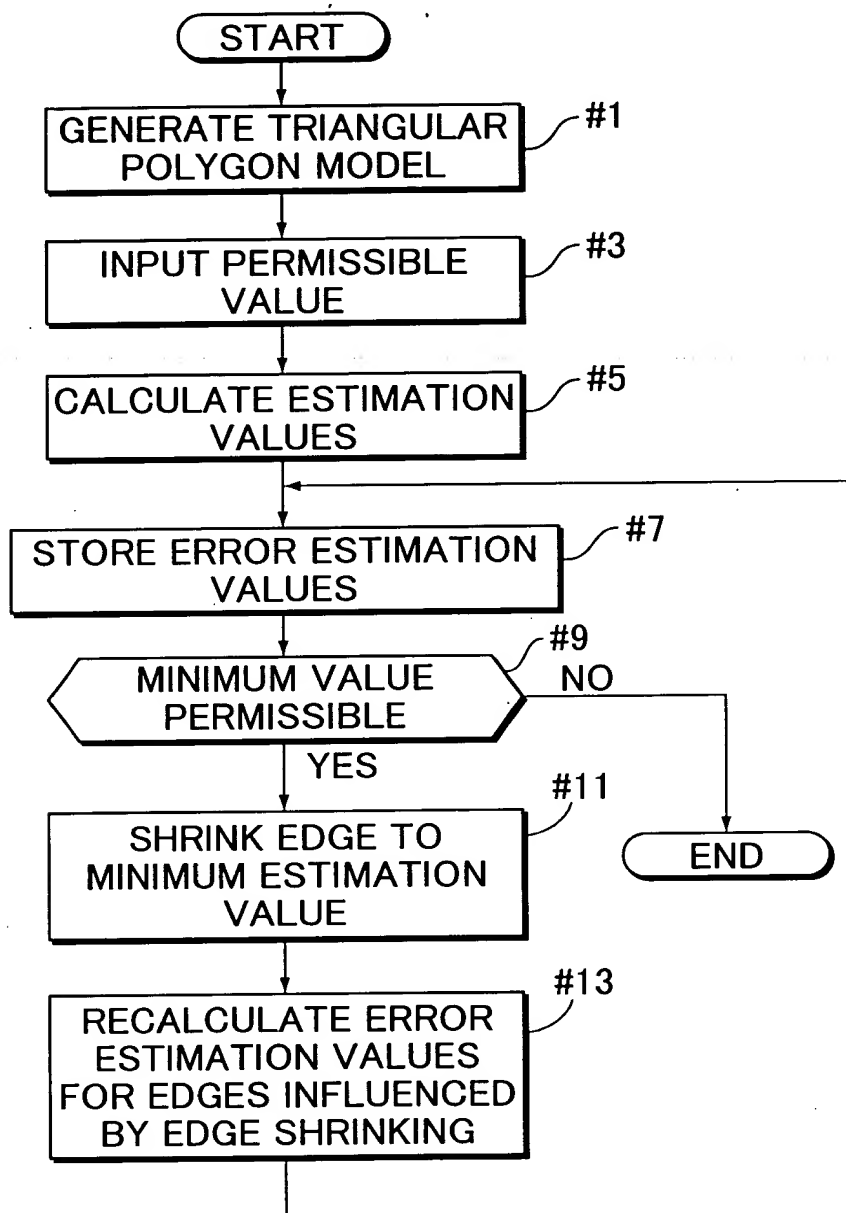 START
GENERATE TRIANGULAR
POLYGON MODEL
#1
INPUT PERMISSIBLE
VALUE
#3
CALCULATE ESTIMATION
VALUES
#5
STORE ERROR ESTIMATION
VALUES
#7
MINIMUM VALUE
PERMISSIBLE
#9
NO
YES
SHRINK EDGE TO
MINIMUM ESTIMATION
VALUE
#11
END
RECALCULATE ERROR
ESTIMATION VALUES
FOR EDGES INFLUENCED
BY EDGE SHRINKING
#13